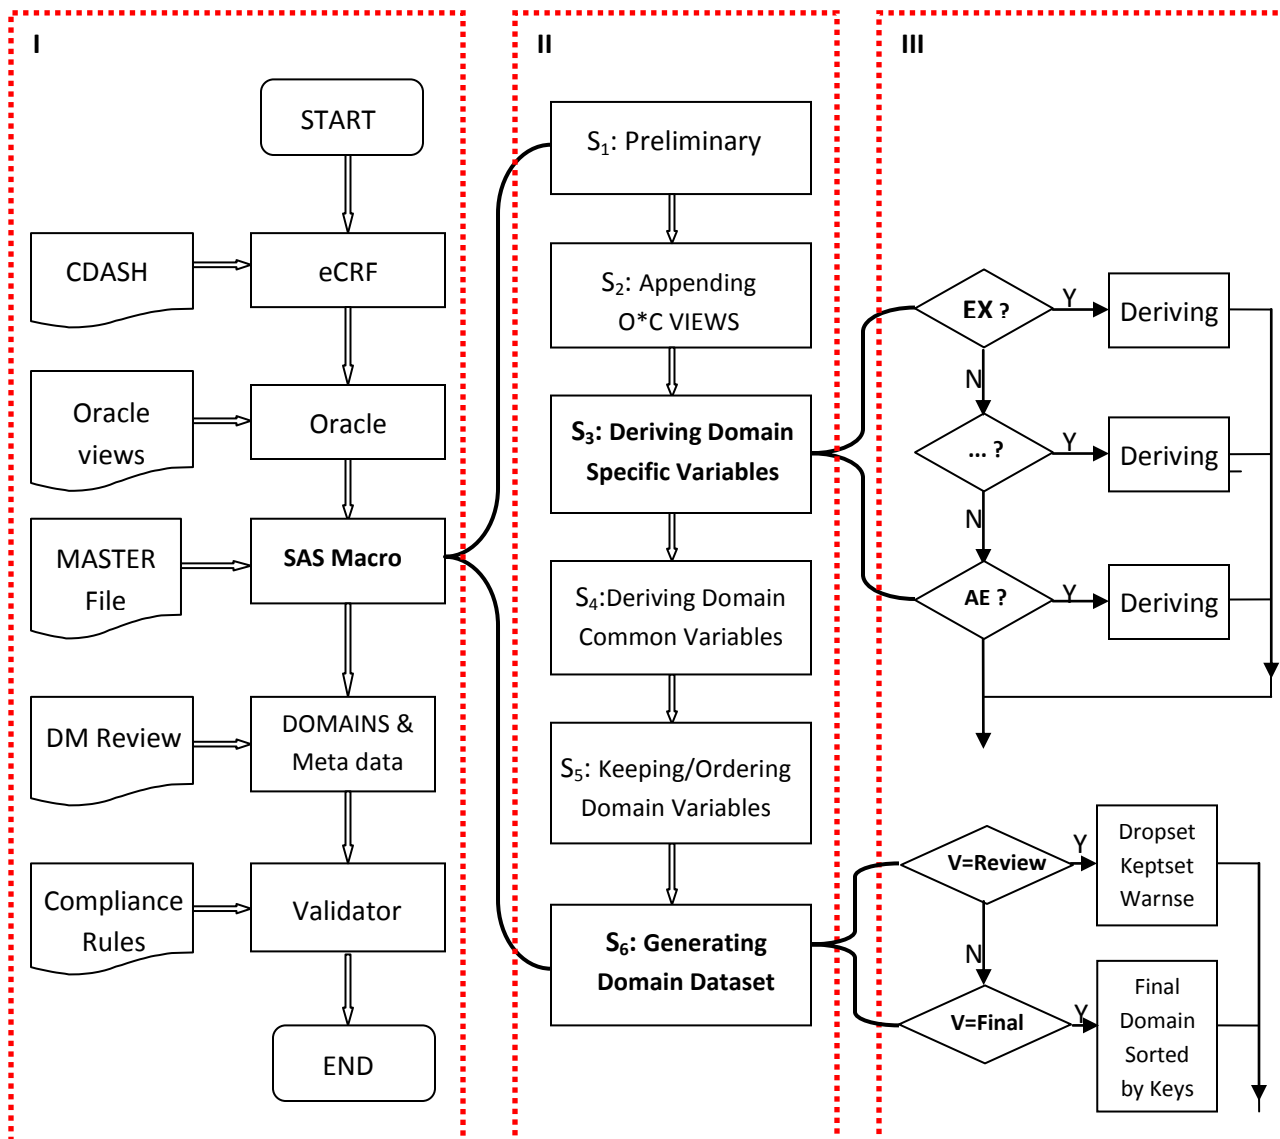 I
START
CDASH
eCRF
Oracle
views
Oracle
MASTER
File
SAS Macro
DM Review
DOMAINS &
Meta data
Compliance
Rules
Validator
END
II
S1: Preliminary
S2: Appending
O*C VIEWS
S3: Deriving Domain
Specific Variables
S4:Deriving Domain
Common Variables
S5: Keeping/Ordering
Domain Variables
S6: Generating
Domain Dataset
III
EX ?
Y
Deriving
N
... ?
Y
Deriving
N
AE ?
Y
Deriving
V=Review
Y
Dropset
Keptset
Warnse
N
V=Final
Y
Final
Domain
Sorted
by Keys